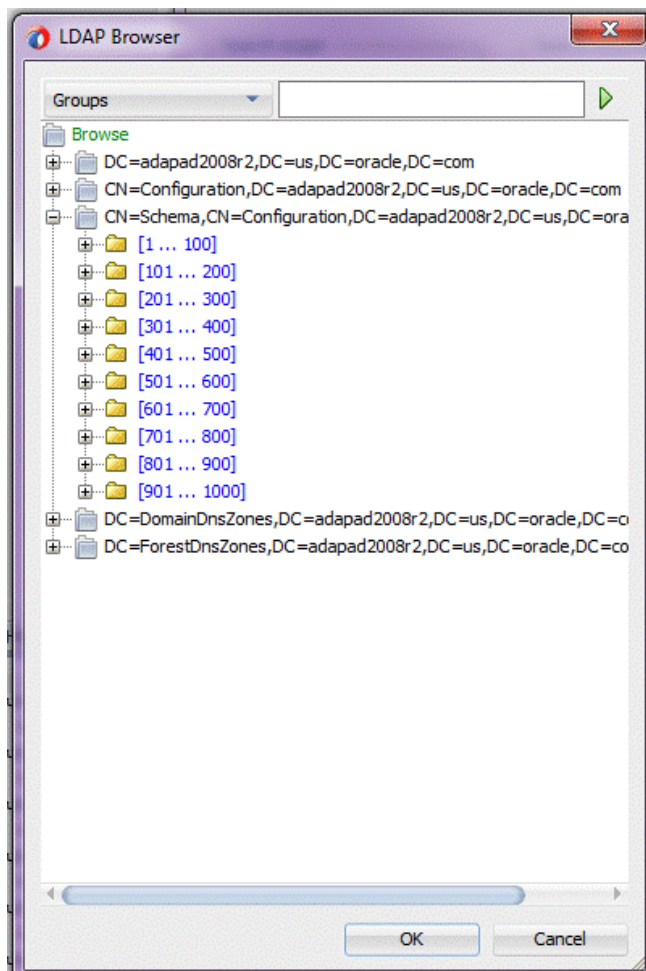 LDAP Browser
Groups
Browse
DC=adapad2008r2,DC=us,DC=oracle,DC=com
CN=Configuration,DC=adapad2008r2,DC=us,DC=oracle,DC=com
CN=Schema,CN=Configuration,DC=adapad2008r2,DC=us,DC=ora
[1 ... 100]
[101 ... 200]
[201 ... 300]
[301 ... 400]
[401 ... 500]
[501 ... 600]
[601 ... 700]
[701 ... 800]
[801 ... 900]
[901 ... 1000]
DC=DomainDnsZones,DC=adapad2008r2,DC=us,DC=oracle,DC=c
DC=ForestDnsZones,DC=adapad2008r2,DC=us,DC=oracle,DC=co
OK Cancel